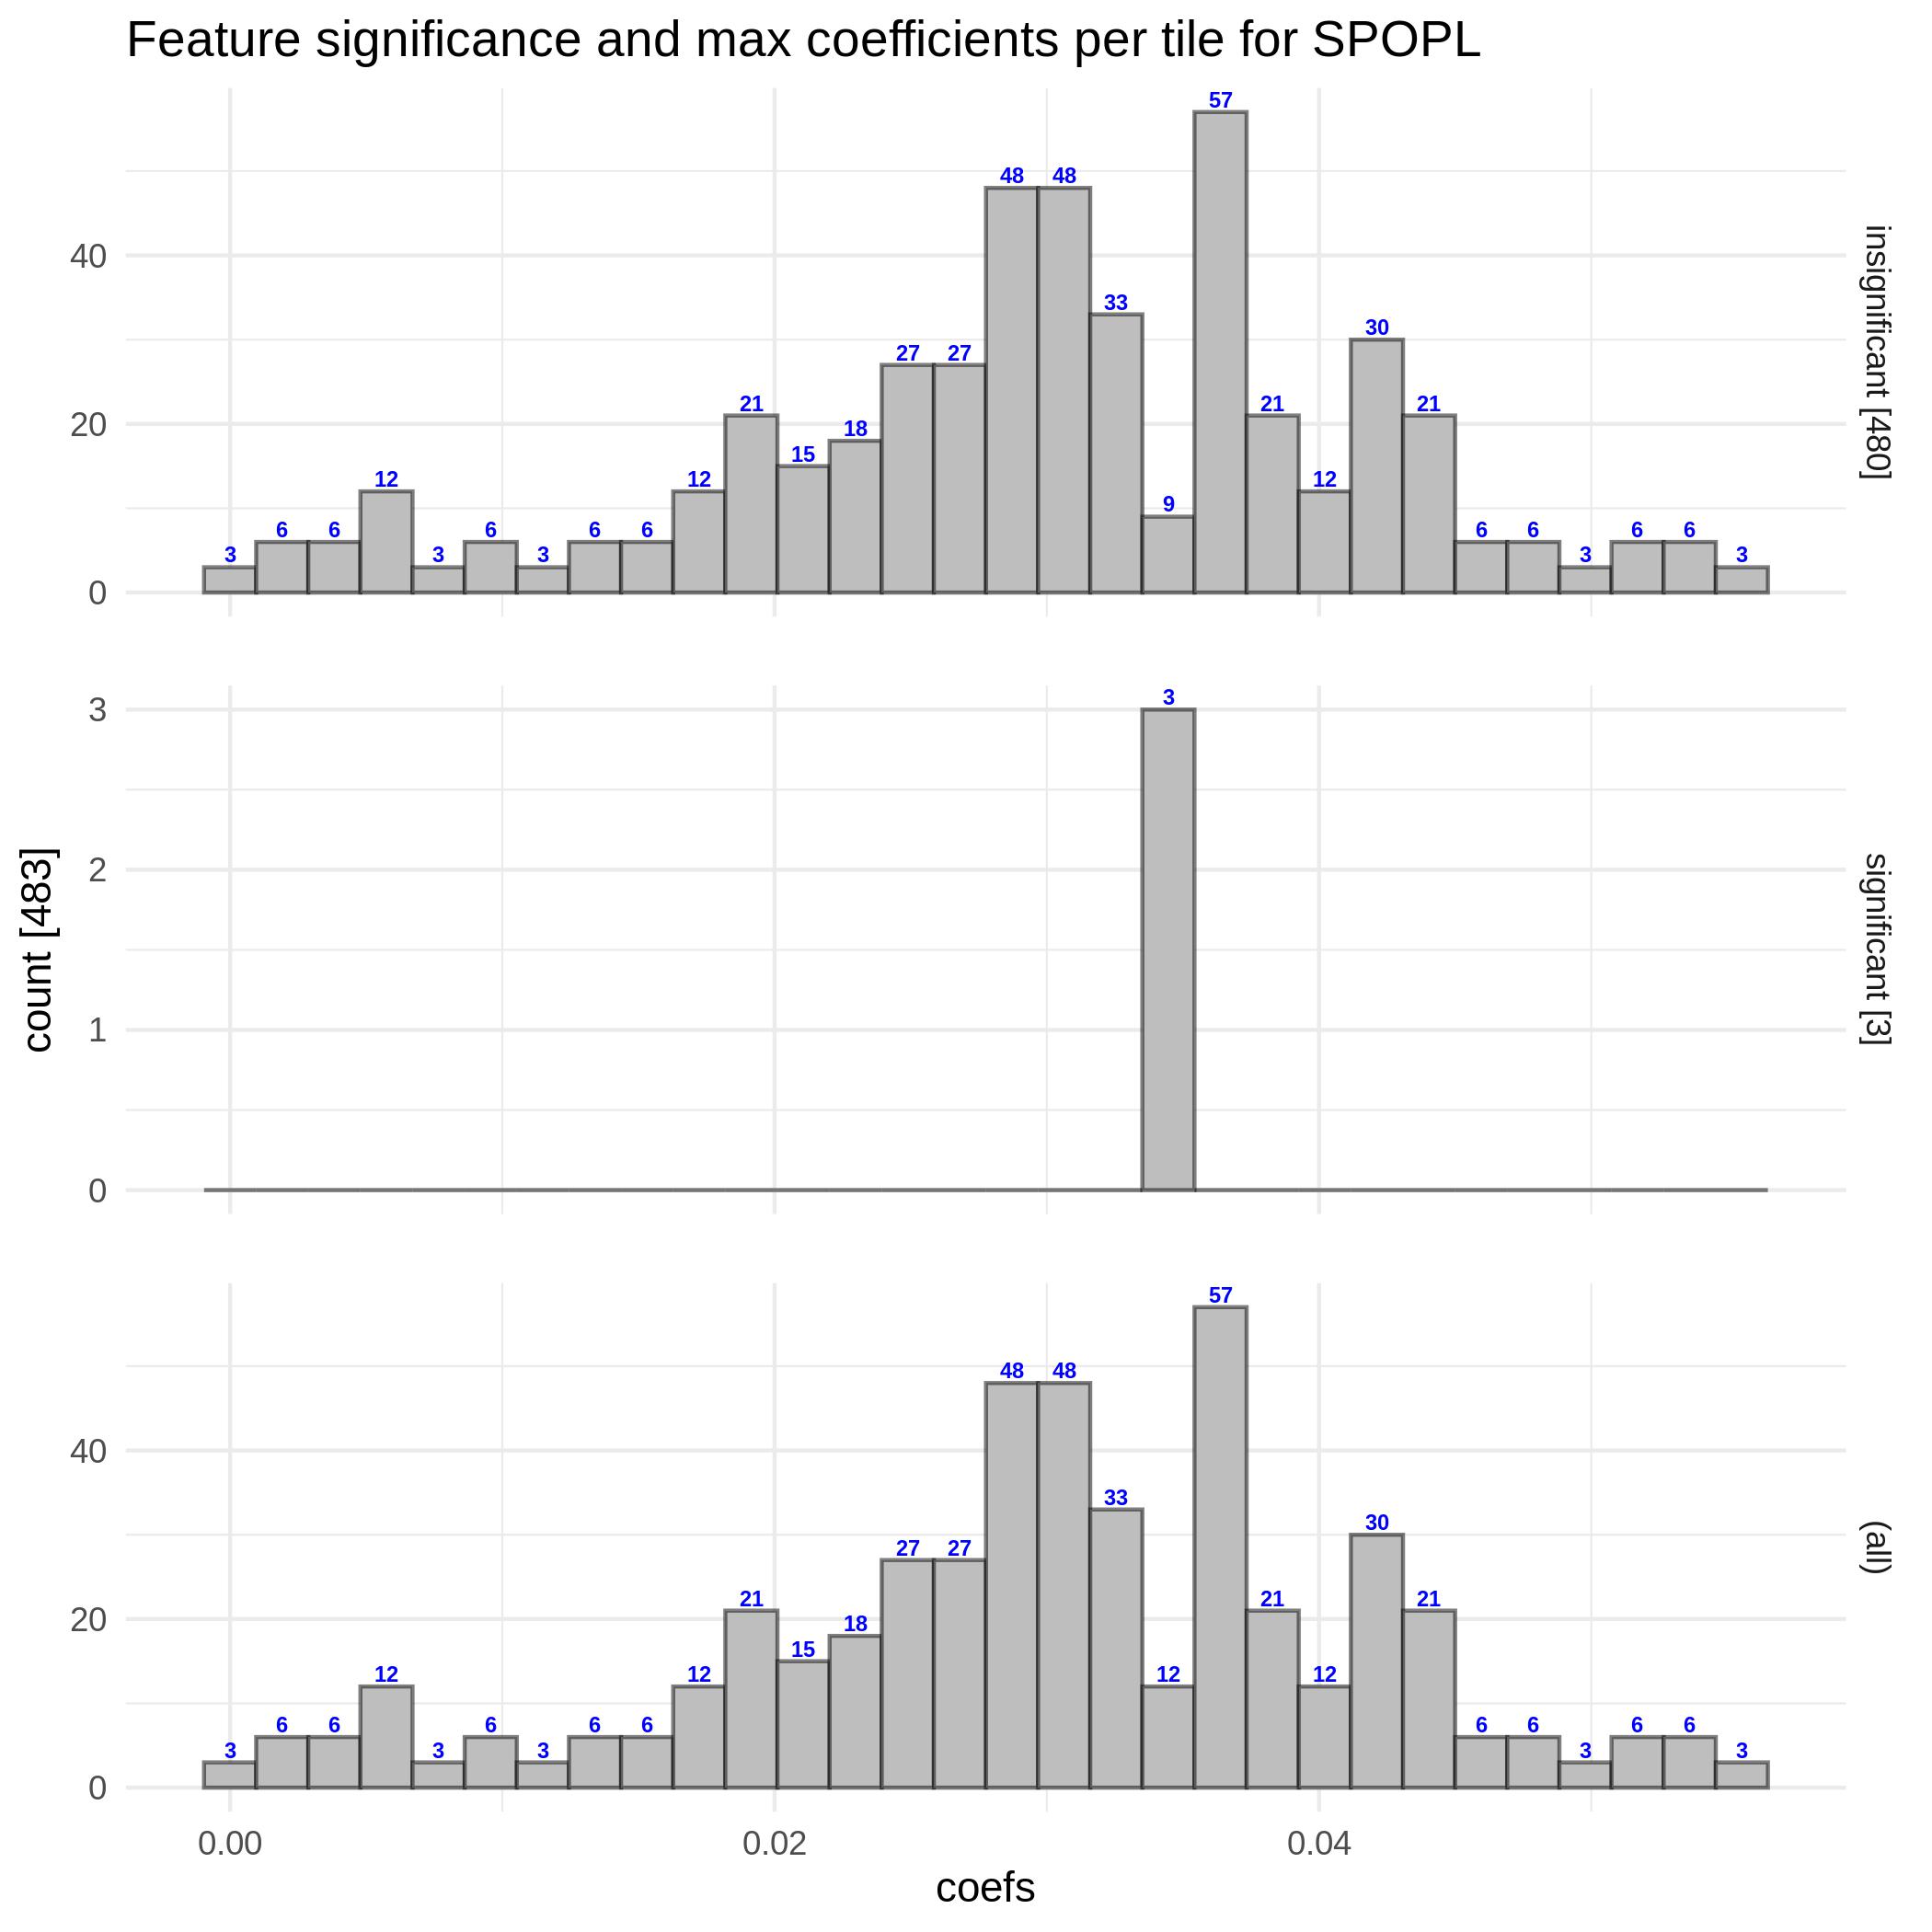 Feature significance and max coefficients per tile for SPOPL
57
48 48
33
30
27 27
21 21 21
18
15
12 12 12
9
6 6 6 6 6 6 6 6 6
3 3 3 3 3
40
20
0
insignificant [480]
3
3
2
1
0
significant [3]
count [483]
57
48 48
33
30
27 27
21 21 21
18
15
12 12 12 12
6 6 6 6 6 6 6 6 6
3 3 3 3 3
40
20
0
(all)
0.00 0.02 0.04
coefs